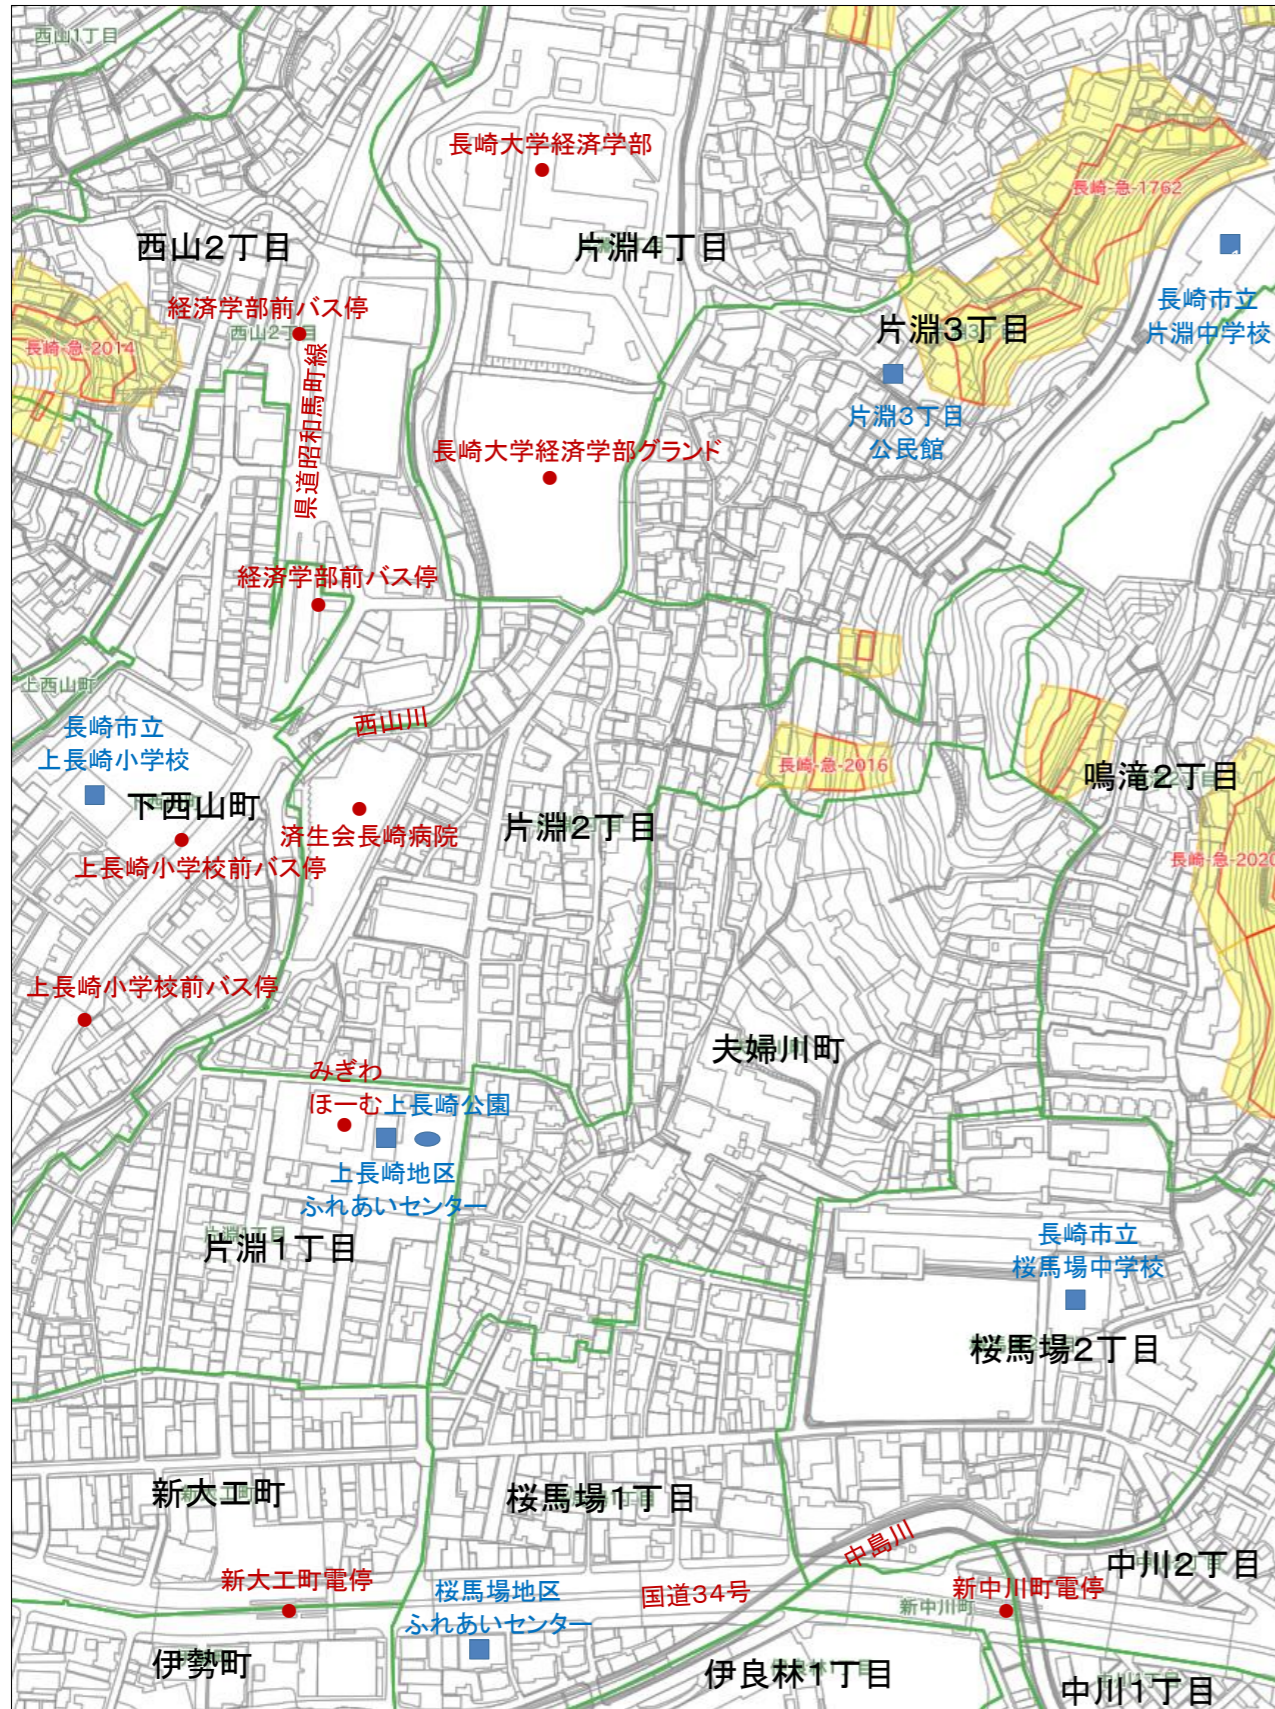 西山1丁目
長崎大学経済学部
長崎-急-1762
西山2丁目
片淵4丁目
長崎市立
片淵中学校
経済学部前バス停
西山2丁目
片淵3丁目
長崎-急-2014
県道昭和馬町線
片淵3丁目
公民館
長崎大学経済学部グランド
経済学部前バス停
上西山町
西山川
長崎市立
上長崎小学校
長崎-急-2016
鳴滝2丁目
下西山町
済生会長崎病院
片淵2丁目
上長崎小学校前バス停
長崎-急-2020
上長崎小学校前バス停
夫婦川町
みぎわ
ほーむ
上長崎公園
上長崎地区
ふれあいセンター
片淵1丁目
片淵1丁目
長崎市立
桜馬場中学校
桜馬場2丁目
新大工町
桜馬場1丁目
中島川
中川2丁目
新大工町電停
桜馬場地区
ふれあいセンター
国道34号
新中川町電停
新中川町
伊勢町
伊良林1丁目
中川1丁目